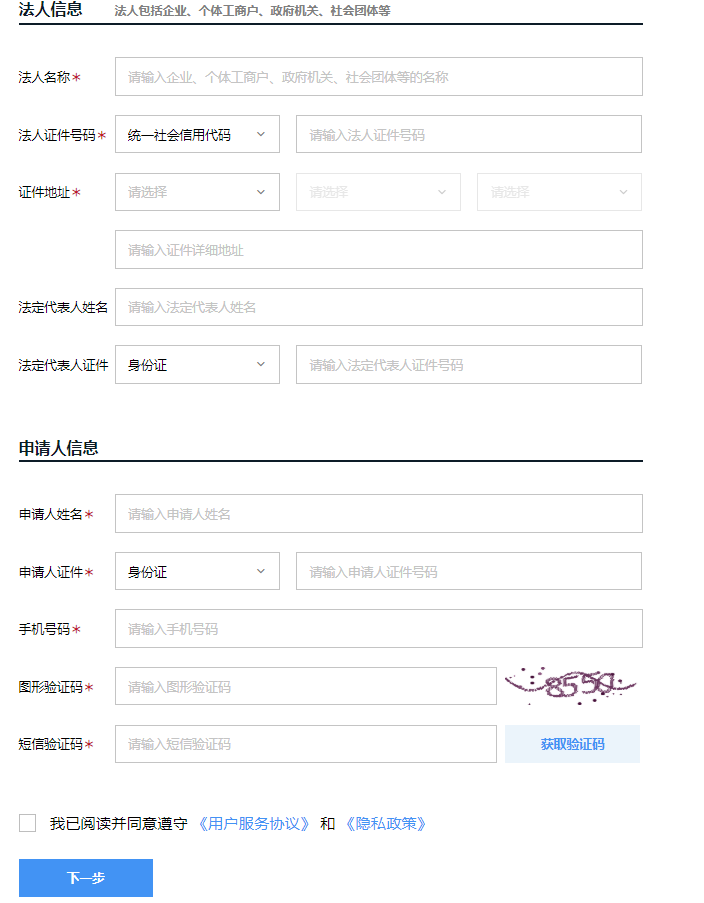 法人信息 法人包括企业、个体工商户、政府机关、社会团体等
法人名称* 请输入企业、个体工商户、政府机关、社会团体等的名称
法人证件号码* 统一社会信用代码 请输入法人证件号码
证件地址* 请选择 请选择 请选择
请输入证件详细地址
法定代表人姓名 请输入法定代表人姓名
法定代表人证件 身份证 请输入法定代表人证件号码
申请人信息
申请人姓名* 请输入申请人姓名
申请人证件* 身份证 请输入申请人证件号码
手机号码* 请输入手机号码
图形验证码* 请输入图形验证码 8550
短信验证码* 请输入短信验证码 获取验证码
我已阅读并同意遵守 《用户服务协议》 和 《隐私政策》
下一步